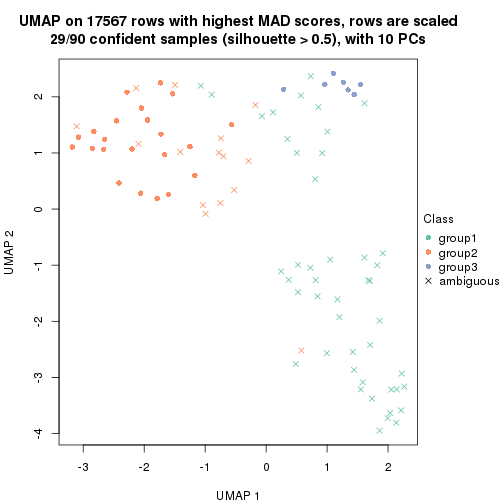 UMAP on 17567 rows with highest MAD scores, rows are scaled
29/90 confident samples (silhouette > 0.5), with 10 PCs
2
1
0
-1
-2
-3
-4
UMAP 2
-3 -2 -1 0 1 2
UMAP 1
Class
group1
group2
group3
ambiguous